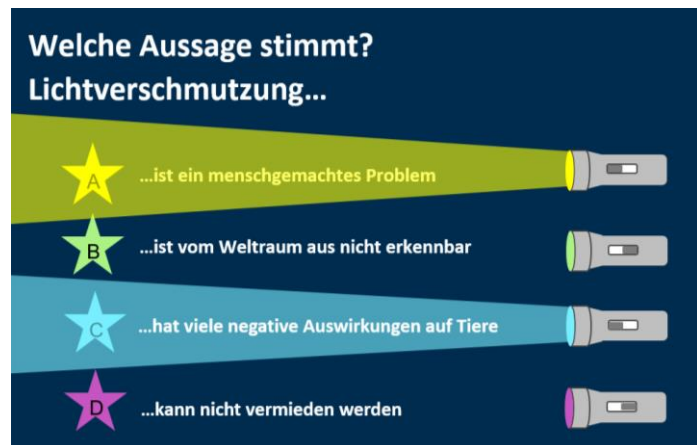 Welche Aussage stimmt?
Lichtverschmutzung...
A ...ist ein menschgemachtes Problem
B ...ist vom Weltraum aus nicht erkennbar
C ...hat viele negative Auswirkungen auf Tiere
D ...kann nicht vermieden werden